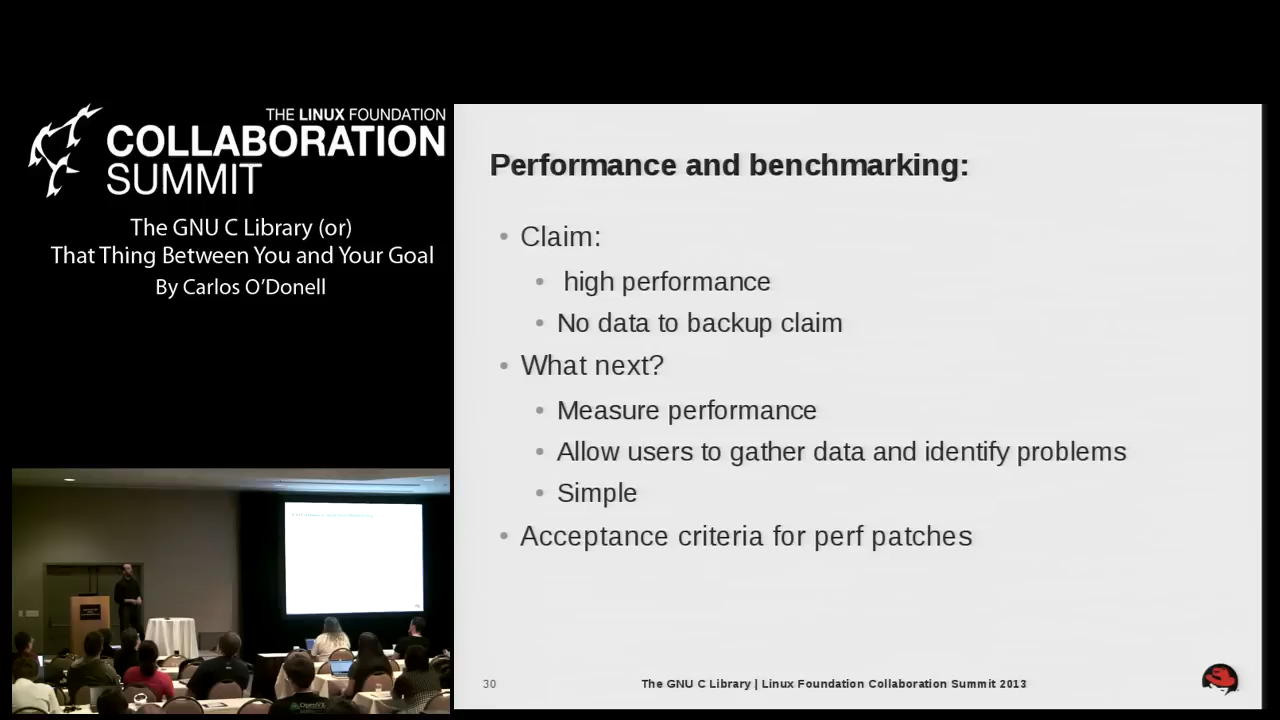 THE LINUX FOUNDATION
COLLABORATION
SUMMIT
The GNU C Library (or)
That Thing Between You and Your Goal
By Carlos O'Donell
Performance and benchmarking:
• Claim:
• high performance
• No data to backup claim
• What next?
• Measure performance
• Allow users to gather data and identify problems
• Simple
• Acceptance criteria for perf patches
30
The GNU C Library | Linux Foundation Collaboration Summit 2013